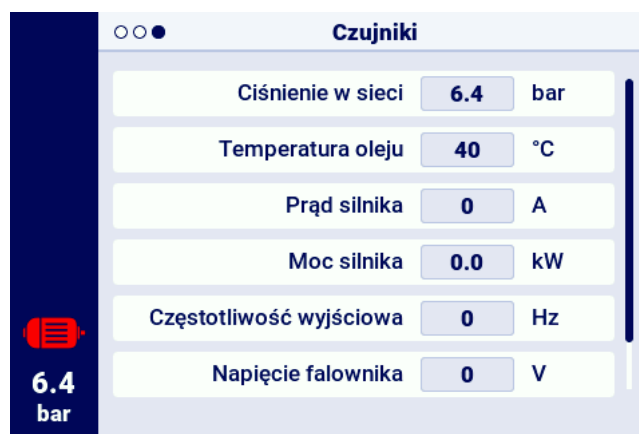 Czujniki
Ciśnienie w sieci 6.4 bar
Temperatura oleju 40 °C
Prąd silnika 0 A
Moc silnika 0.0 kW
Częstotliwość wyjściowa 0 Hz
Napięcie falownika 0 V
6.4
bar